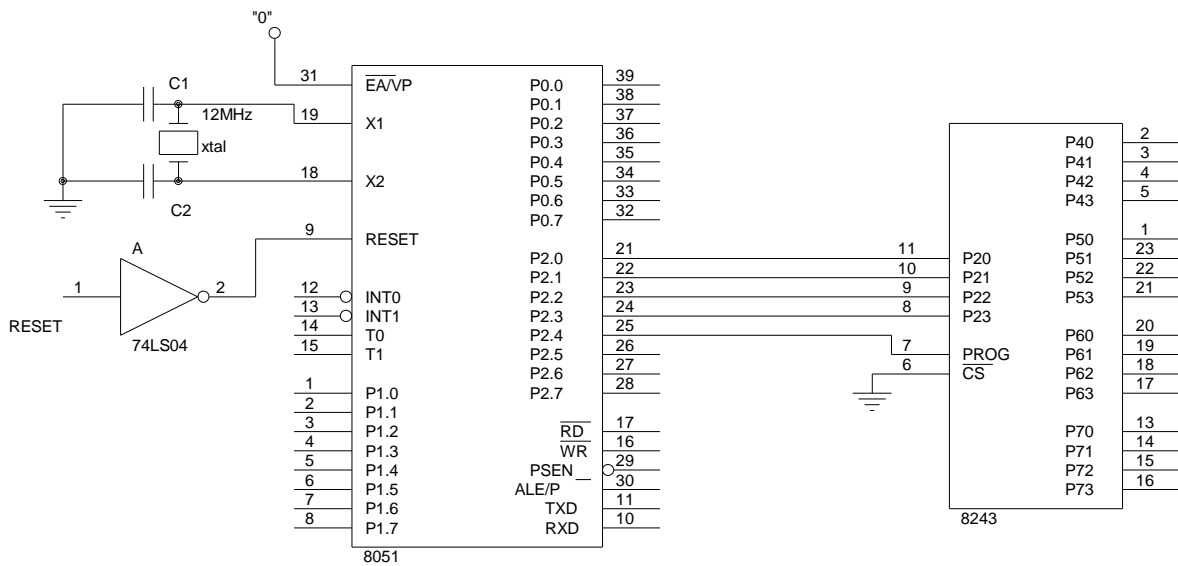 "0"
31 EA/VP P0.0 39
P0.1 38
C1
19 12MHz X1 P0.2 37
P0.3 36
xtal P0.4 35
18 X2 P0.5 34
P0.6 33
C2 P0.7 32
9 RESET
A
P2.0 21
1 2 P2.1 22
12 INT0 P2.2 23
13 INT1 P2.3 24
RESET
14 T0 P2.4 25
74LS04
15 T1 P2.5 26
P2.6 27
1 P1.0 P2.7 28
2 P1.1
3 P1.2 RD 17
4 P1.3 WR 16
5 P1.4 PSEN 29
6 P1.5 ALE/P 30
7 P1.6 TXD 11
8 P1.7 RXD 10
8051
P40 2
P41 3
P42 4
P43 5
P50 1
11 P20 P51 23
10 P21 P52 22
9 P22 P53 21
8 P23
P60 20
7 PROG P61 19
6 CS P62 18
P63 17
P70 13
P71 14
P72 15
P73 16
8243